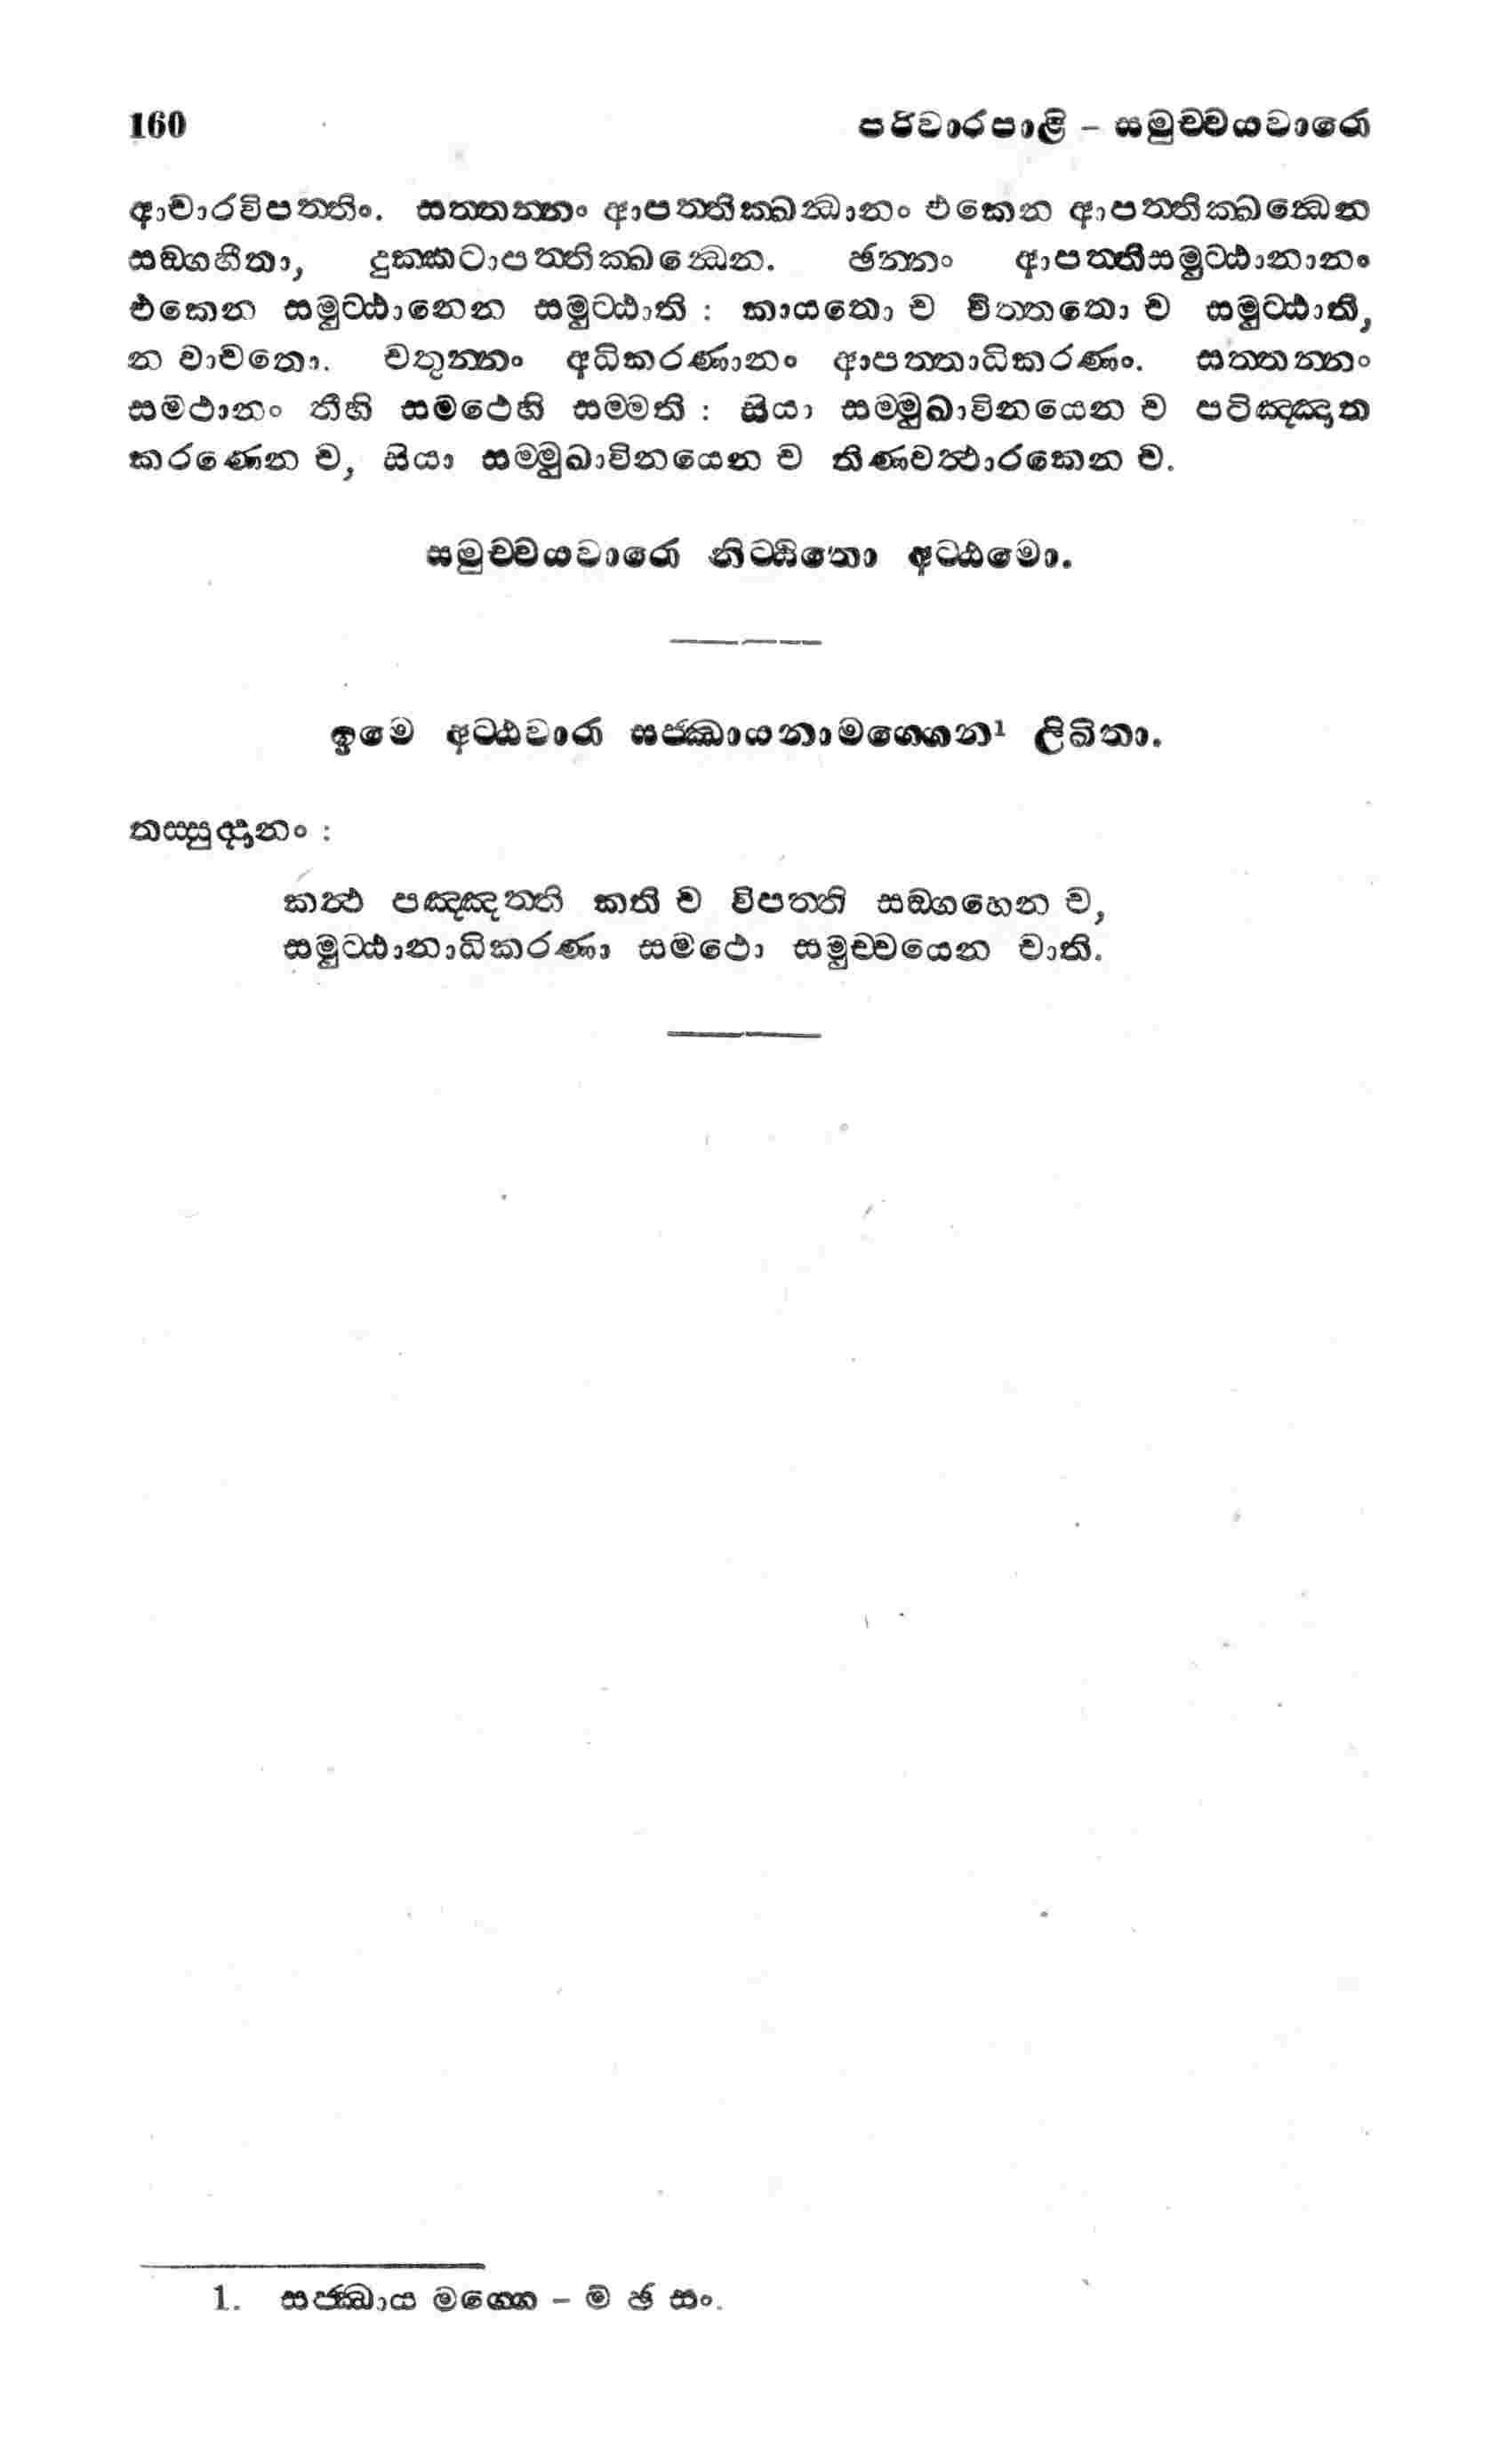 160 පරිවාරපාළි – සමුච්චයවාරො
ආචාරවිපත්තිං. සත්තන්නං ආපත්තික්ඛන්ධානං එකෙන ආපත්තික්ඛන්ධෙන
සඞ්ගහීතා, දුක්කටාපත්තික්ඛන්ධෙන. ඡන්නං ආපත්තිසමුට්ඨානානං
එකෙන සමුට්ඨානෙන සමුට්ඨාති : කායතො ච චිත්තතො ච සමුට්ඨාති,
න වාචතො. චතුන්නං අධිකරණානං ආපත්තාධිකරණං. සත්තන්නං
සමථානං තීහි සමථෙහි සම්මති : සියා සම්මුඛාවිනයෙන ච පටිඤ්ඤාත
කරණෙන ච, සියා සම්මුඛාවිනයෙන ච තිණවත්ථාරකෙන ච.
සමුච්චයවාරො නිට්ඨිතො අට්ඨමො.
ඉමෙ අට්ඨවාරා සජ්ඣායනාමග්ගෙන¹ ලිඛිතා.
තස්සුද්දානං :
කත්ථ පඤ්ඤත්ති කති ච විපත්ති සඞ්ගහෙන ච,
සමුට්ඨානාධිකරණා සමථො සමුච්චයෙන චාති.
1. සජ්ඣාය මග්ගෙ – ම ඡ සං.